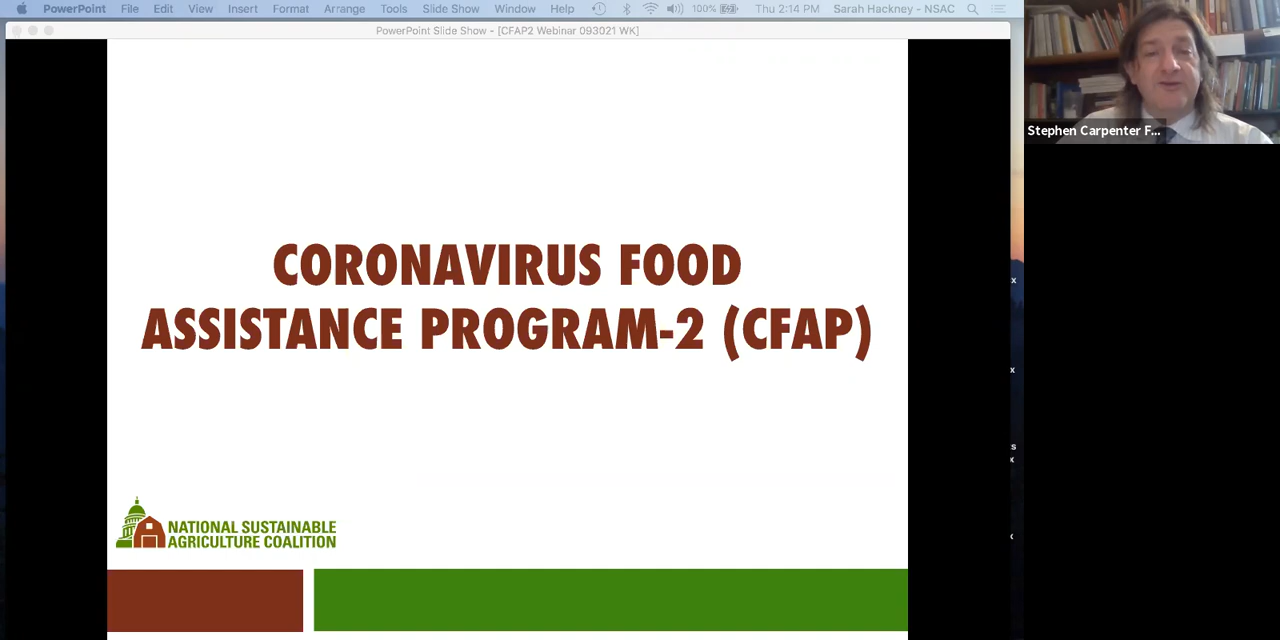 PowerPoint File Edit View Insert Format Arrange Tools Slide Show Window Help 100% Thu 2:14 PM Sarah Hackney - NSAC
PowerPoint Slide Show - [CFAP2 Webinar 093021 WK]
Stephen Carpenter F...
CORONAVIRUS FOOD
ASSISTANCE PROGRAM-2 (CFAP)
x
x
s
x
x
NATIONAL SUSTAINABLE
AGRICULTURE COALITION